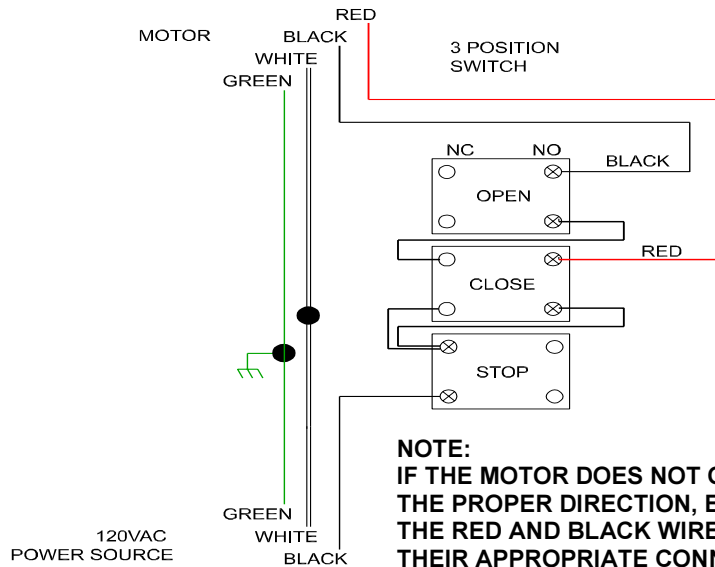 RED
MOTOR
BLACK
WHITE
GREEN
3 POSITION
SWITCH
NC NO
BLACK
OPEN
RED
CLOSE
STOP
NOTE:
IF THE MOTOR DOES NOT
THE PROPER DIRECTION,
THE RED AND BLACK WIRE
THEIR APPROPRIATE
GREEN
WHITE
BLACK
120VAC
POWER SOURCE